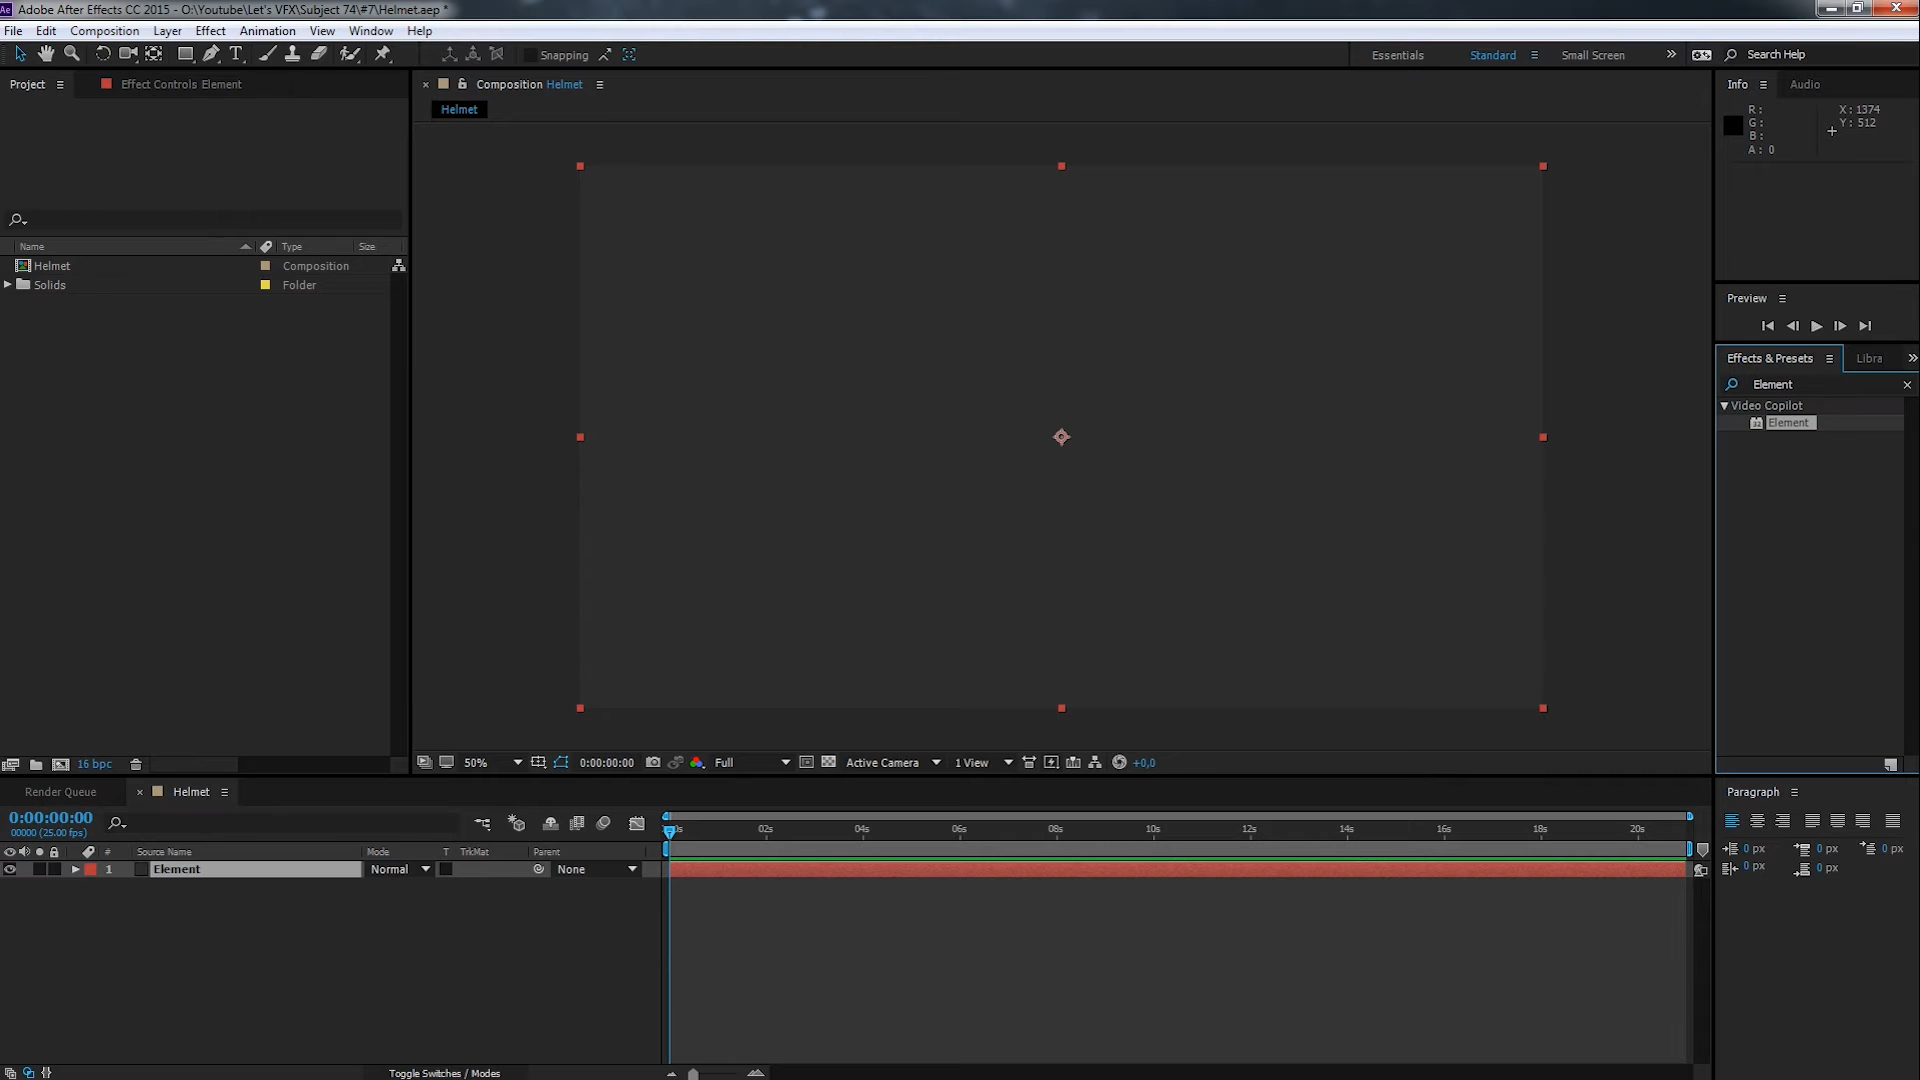 Adobe After Effects CC 2015 - O:\Youtube\Let's VFX\Subject 74\#7\Helmet.aep *
File Edit Composition Layer Effect Animation View Window Help
Snapping Essentials Standard Small Screen Search Help
Project Effect Controls Element
Composition Helmet
Helmet
Info Audio
R : X : 1374
G : Y : 512
B :
A : 0
Name Type Size
Helmet Composition
Solids Folder
Preview
Effects & Presets Libra
Element
Video Copilot
Element
16 bpc
50% 0:00:00:00 Full Active Camera 1 View +0,0
Render Queue Helmet
Paragraph
0:00:00:00
00000 (25.00 fps)
02s 04s 06s 08s 10s 12s 14s 16s 18s 20s
# Source Name Mode T TrkMat Parent
1 Element Normal None
0 px 0 px 0 px
0 px 0 px
Toggle Switches / Modes